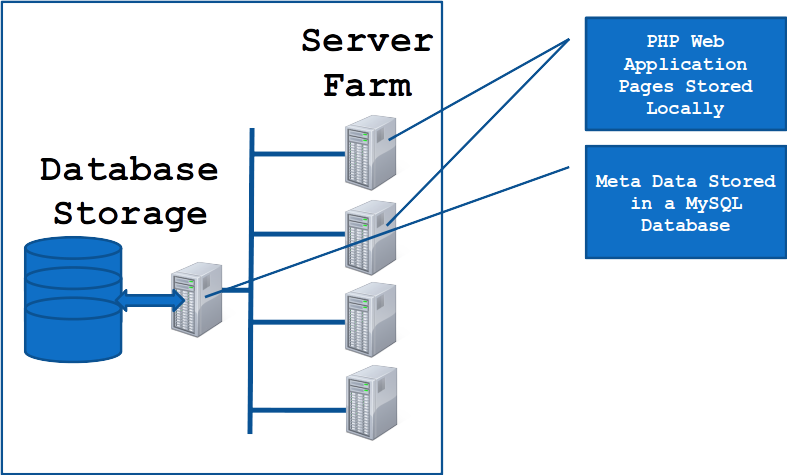 Server
Farm
Database
Storage
PHP Web
Application
Pages Stored
Locally
Meta Data Stored
in a MySQL
Database